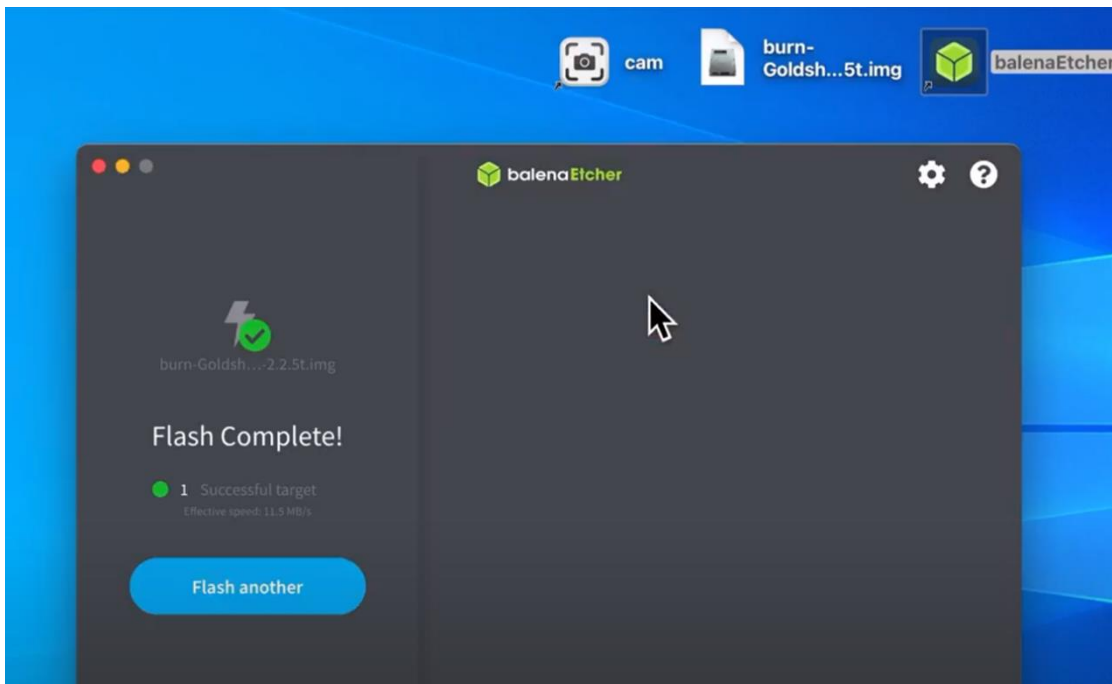 cam
burn-
Goldsh...5t.img
balenaEtcher
balenaEtcher
burn-Goldsh...-2.2.5t.img
Flash Complete!
1 Successful target
Effective speed: 11.5 MB/s
Flash another